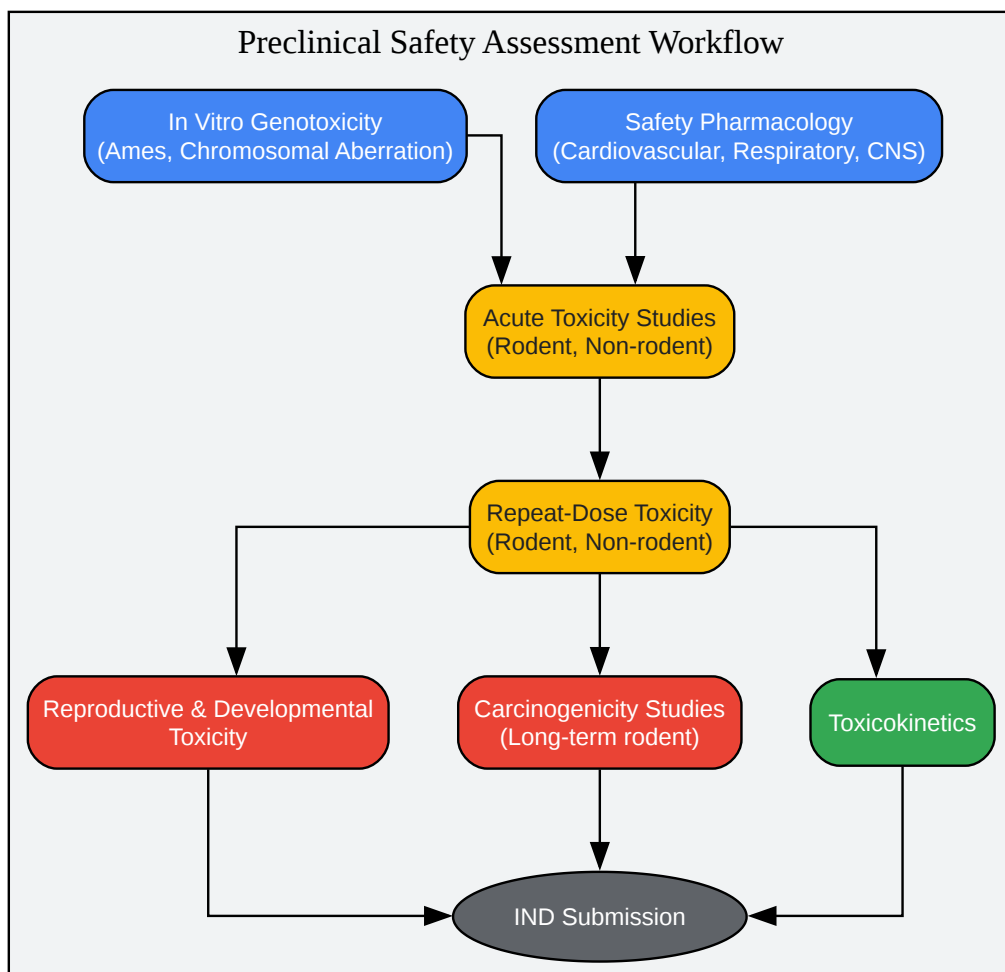 Preclinical Safety Assessment Workflow
In Vitro Genotoxicity
(Ames, Chromosomal Aberration)
Safety Pharmacology
(Cardiovascular, Respiratory, CNS)
Acute Toxicity Studies
(Rodent, Non-rodent)
Repeat-Dose Toxicity
(Rodent, Non-rodent)
Reproductive & Developmental
Toxicity
Carcinogenicity Studies
(Long-term rodent)
Toxicokinetics
IND Submission